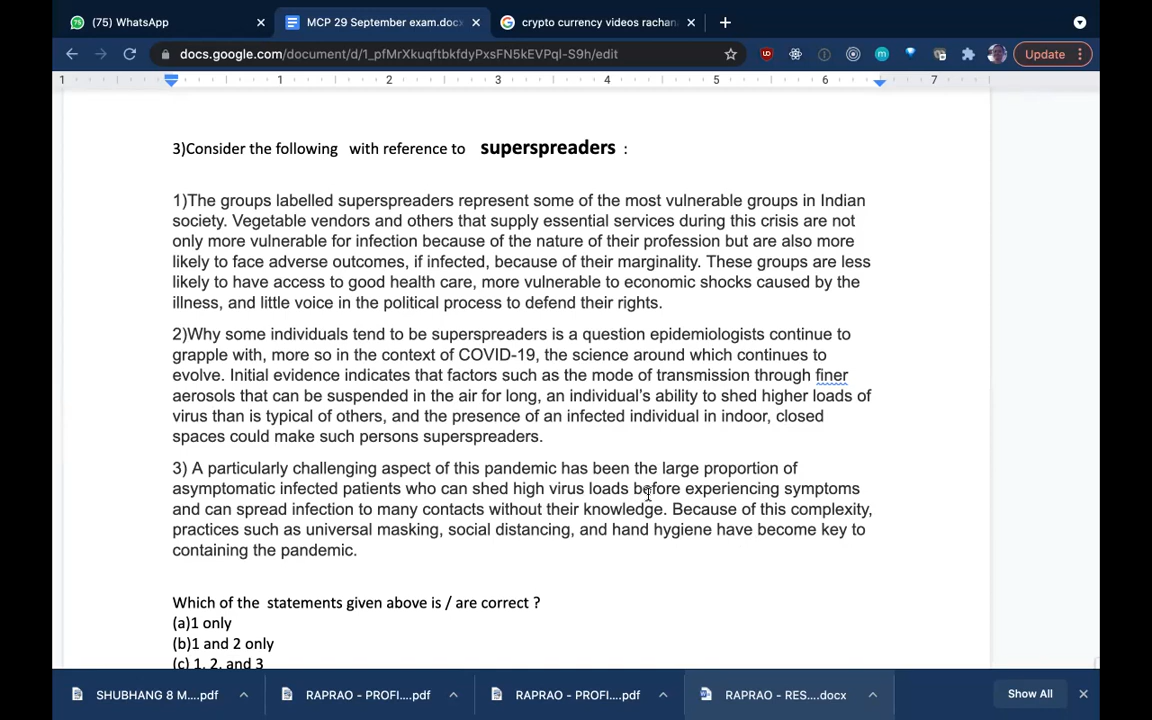 (75) WhatsApp
MCP 29 September exam.docx
crypto currency videos rachan
docs.google.com/document/d/1_pfMrXkuqftbkfdyPxsFN5kEVPql-S9h/edit
Update
1 1 2 3 4 5 6 7
3)Consider the following with reference to superspreaders :
1)The groups labelled superspreaders represent some of the most vulnerable groups in Indian
society. Vegetable vendors and others that supply essential services during this crisis are not
only more vulnerable for infection because of the nature of their profession but are also more
likely to face adverse outcomes, if infected, because of their marginality. These groups are less
likely to have access to good health care, more vulnerable to economic shocks caused by the
illness, and little voice in the political process to defend their rights.
2)Why some individuals tend to be superspreaders is a question epidemiologists continue to
grapple with, more so in the context of COVID-19, the science around which continues to
evolve. Initial evidence indicates that factors such as the mode of transmission through finer
aerosols that can be suspended in the air for long, an individual's ability to shed higher loads of
virus than is typical of others, and the presence of an infected individual in indoor, closed
spaces could make such persons superspreaders.
3) A particularly challenging aspect of this pandemic has been the large proportion of
asymptomatic infected patients who can shed high virus loads before experiencing symptoms
and can spread infection to many contacts without their knowledge. Because of this complexity,
practices such as universal masking, social distancing, and hand hygiene have become key to
containing the pandemic.
Which of the statements given above is / are correct ?
(a)1 only
(b)1 and 2 only
(c) 1, 2, and 3
SHUBHANG 8 M....pdf
RAPRAO - PROFI....pdf
RAPRAO - PROFI....pdf
RAPRAO - RES....docx
Show All